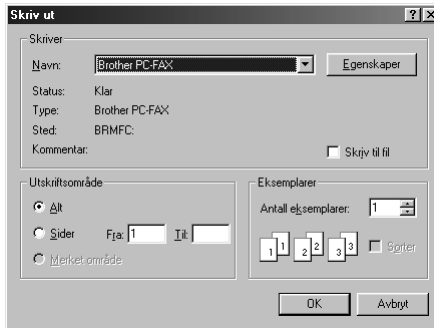 Skriv ut
Skriver
Navn: Brother PC-FAX Egenskaper
Status: Klar
Type: Brother PC-FAX
Sted: BRMFC:
Kommentar: Skriv til fil
Utskriftsområde
Alt
Sider Fra: 1 Til:
Merket område
Eksemplarer
Antall eksemplarer: 1
1 1 2 2 3 3 Sorter
OK Avbryt